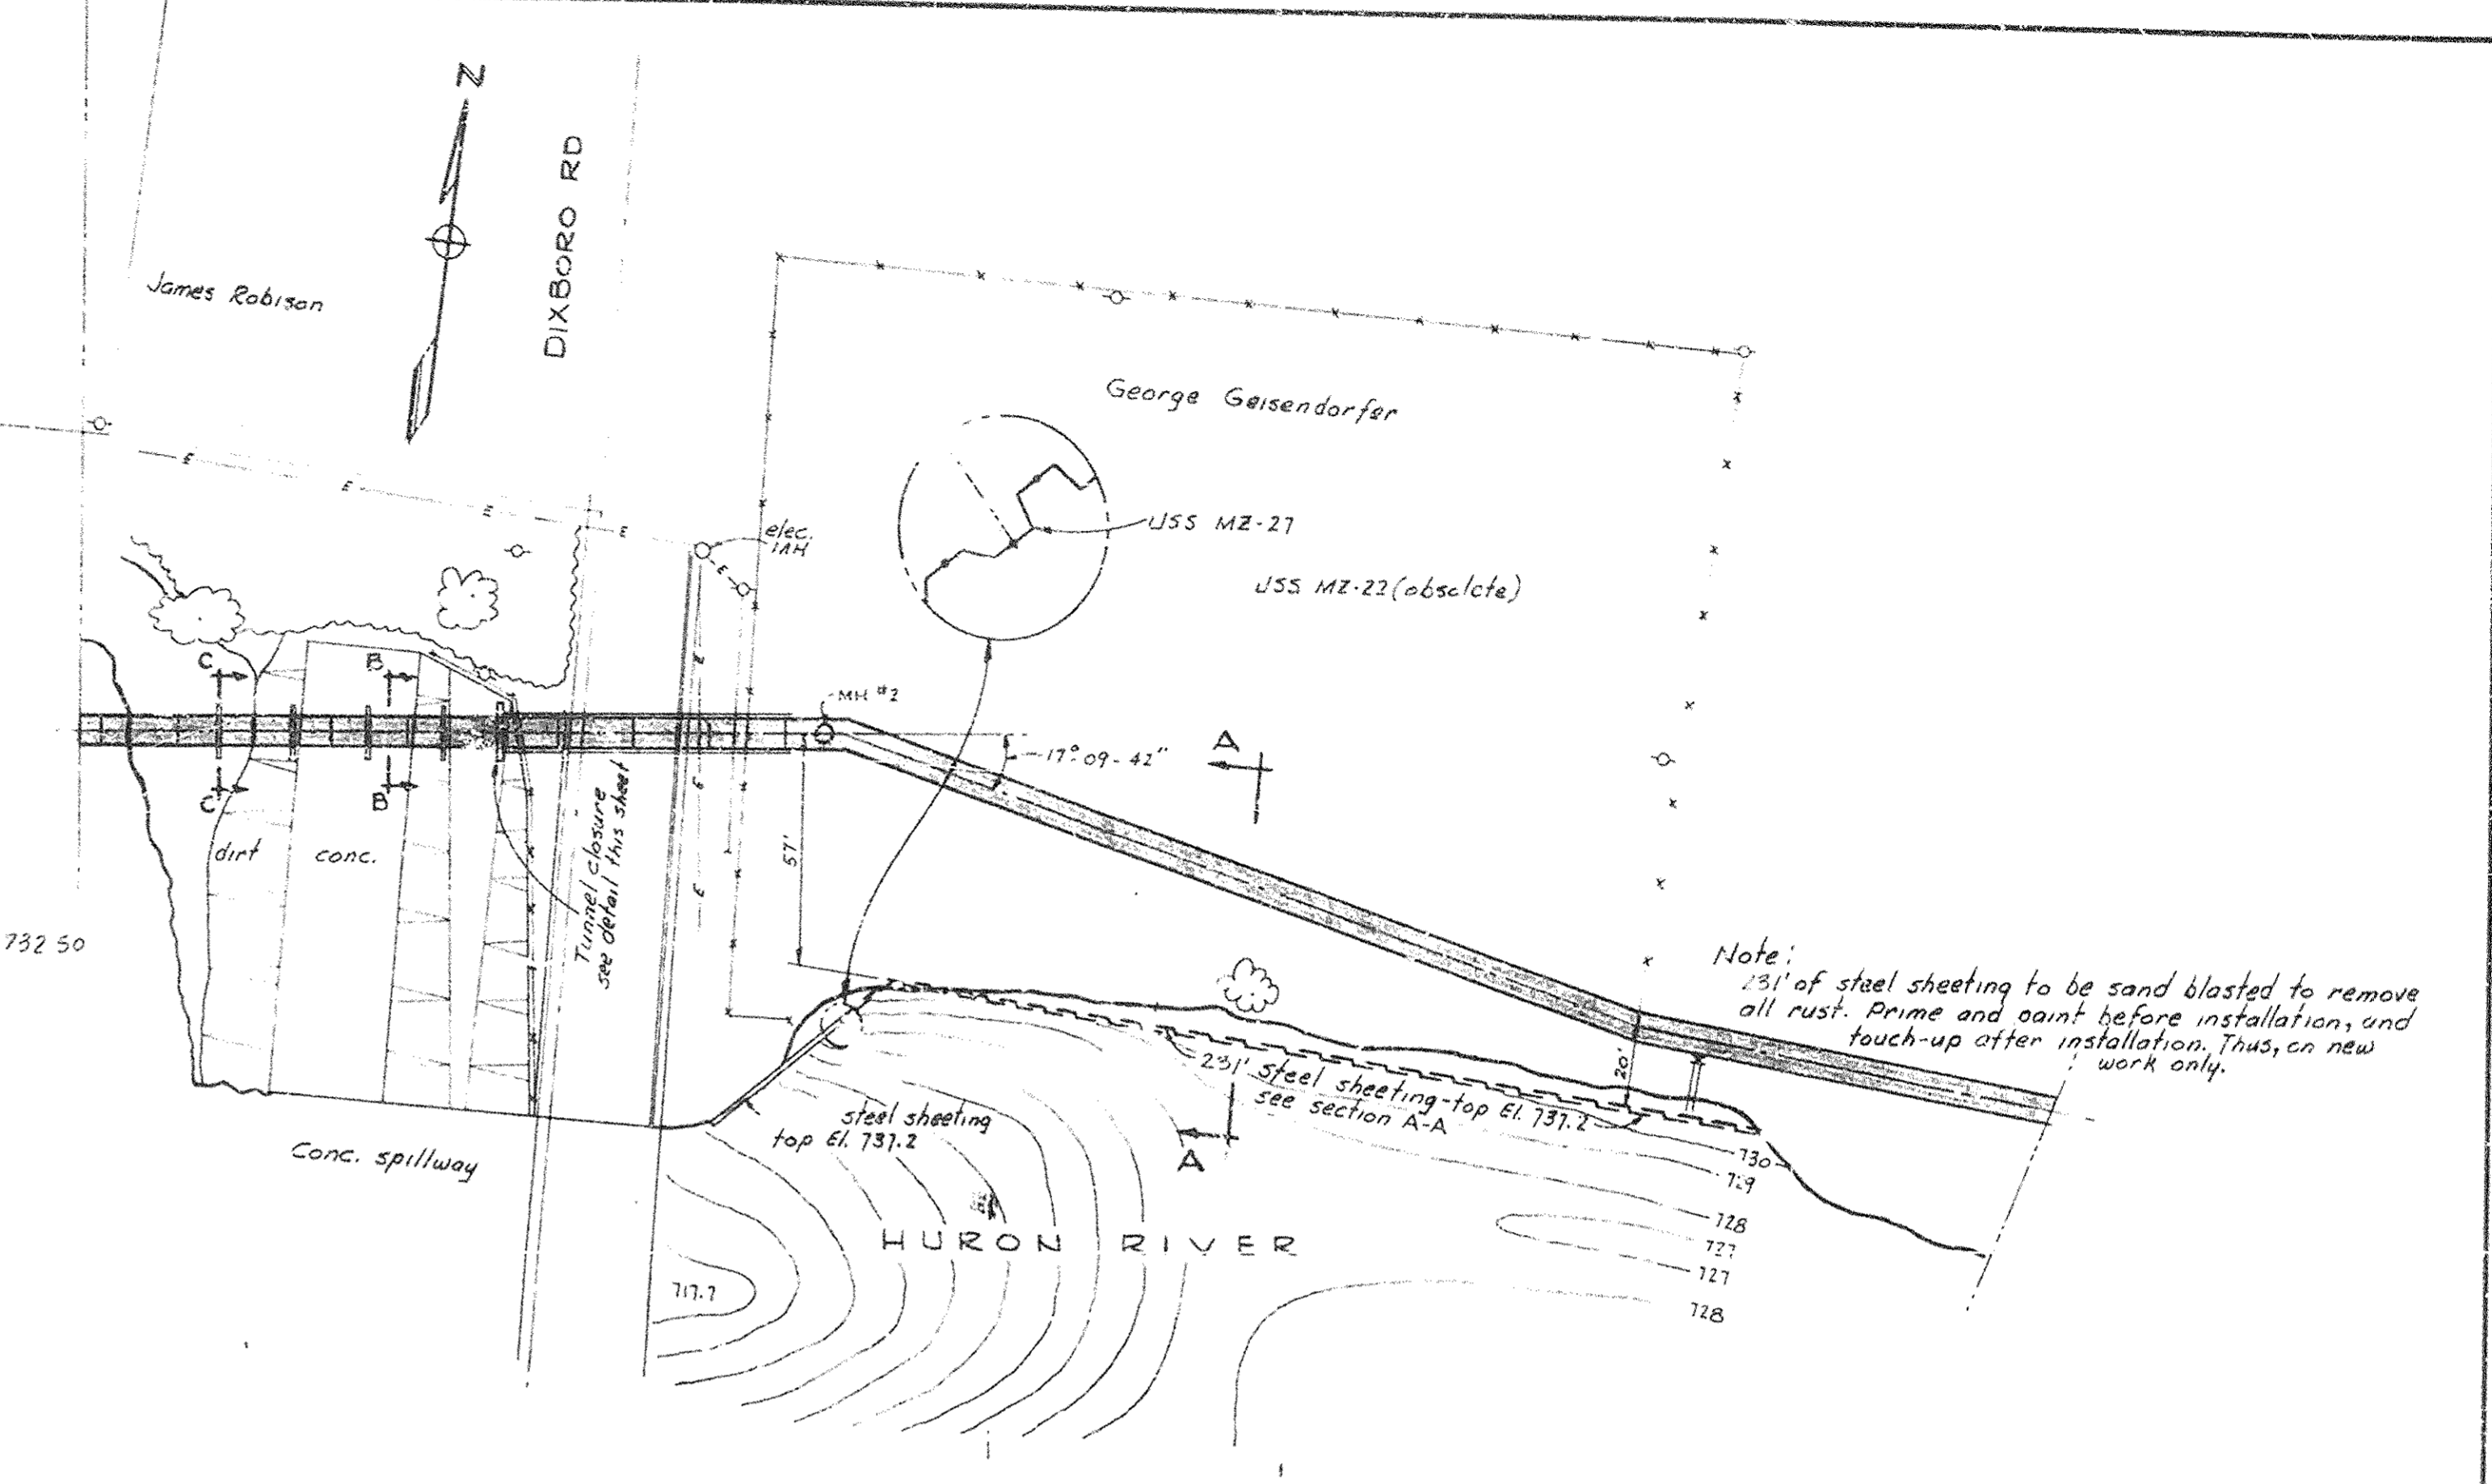 N
DIXBORO RD
James Robison
George Geisendorfer
E
E
E
E
elec.
USS MZ-27
USS MZ-22 (obsolete)
E
E
C
B
MH #2
17°-09-42"
A
E
C
B
dirt
conc.
57'
E
Tunnel closure
see detail this sheet
732 50
Note:
231' of steel sheeting to be sand blasted to remove
all rust. Prime and paint before installation, and
touch-up after installation. Thus, on new
work only.
20'
231' steel sheeting-top El. 737.2
see section A-A
steel sheeting
top El. 737.2
A
Conc. spillway
730
729
728
727
727
728
HURON RIVER
717.7